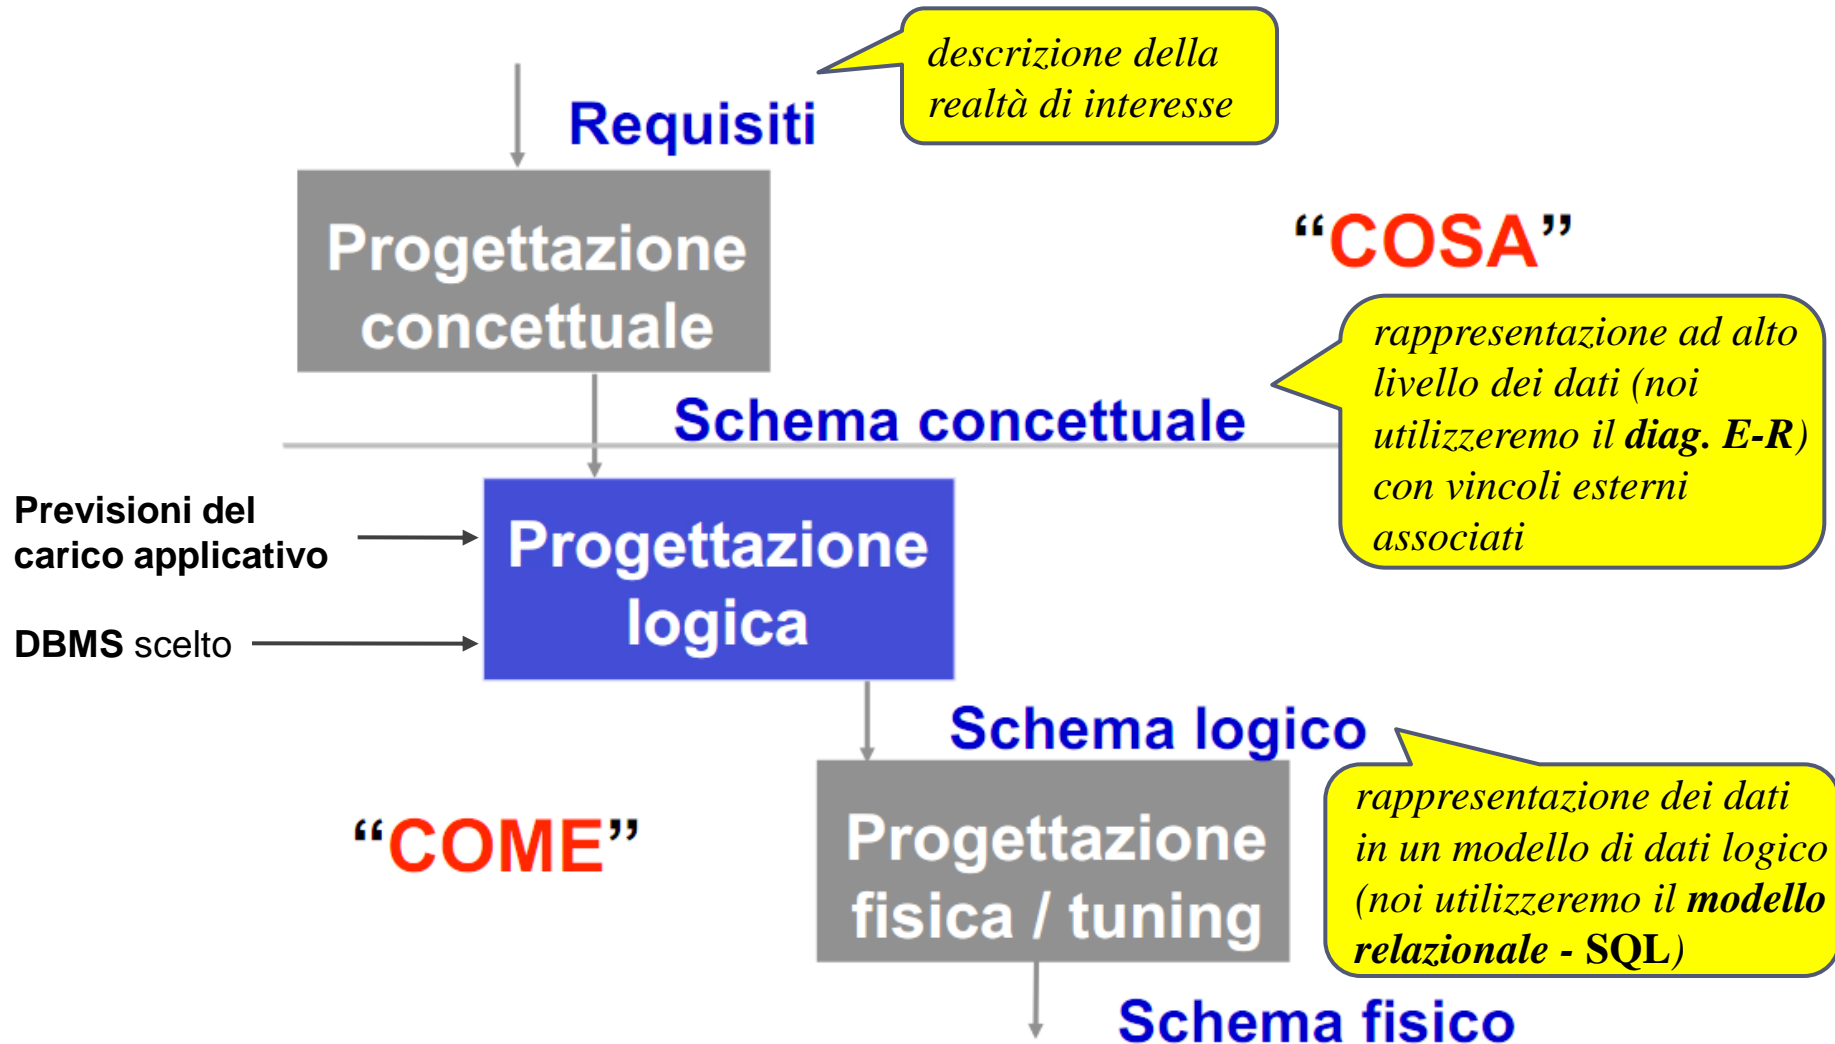 descrizione della
realtà di interesse
Requisiti
Progettazione
concettuale
“COSA”
rappresentazione ad alto
livello dei dati (noi
utilizzeremo il diag. E-R)
con vincoli esterni
associati
Schema concettuale
Previsioni del
carico applicativo
DBMS scelto
Progettazione
logica
Schema logico
“COME”
rappresentazione dei dati
in un modello di dati logico
(noi utilizzeremo il modello
relazionale - SQL)
Progettazione
fisica / tuning
Schema fisico